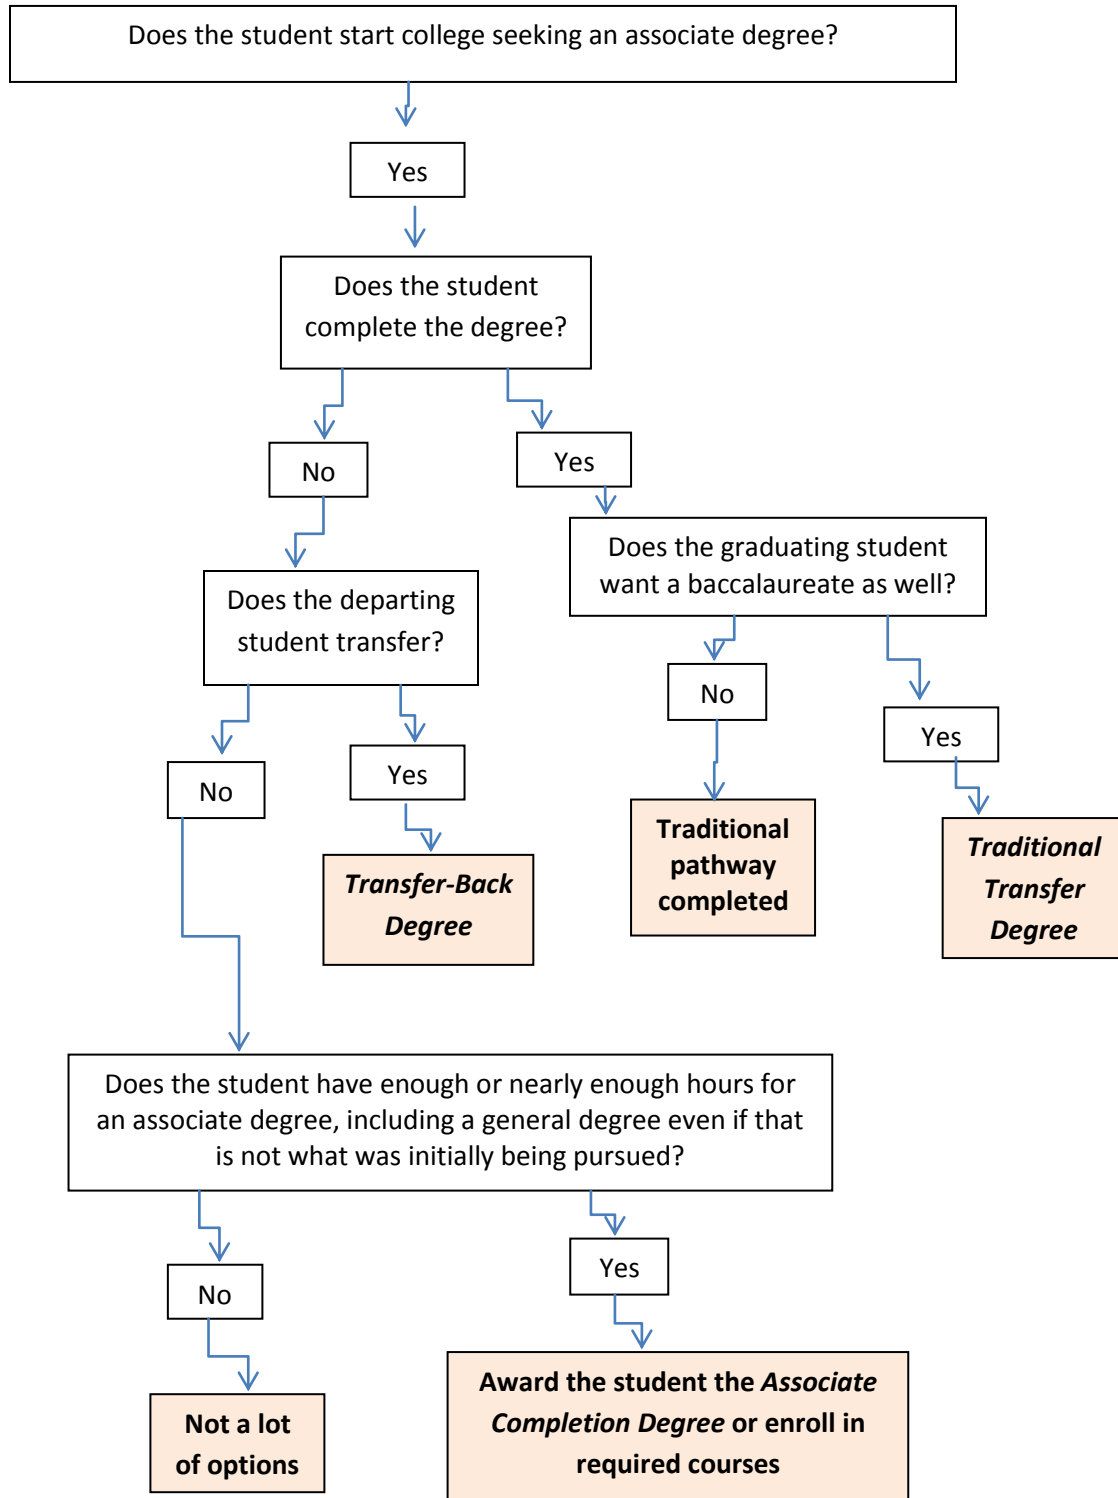 Does the student start college seeking an associate degree?
Yes
Does the student
complete the degree?
No
Yes
Does the graduating student
want a baccalaureate as well?
Does the departing
student transfer?
No
Yes
No
Yes
Traditional
pathway
completed
Traditional
Transfer
Degree
Transfer-Back
Degree
Does the student have enough or nearly enough hours for
an associate degree, including a general degree even if that
is not what was initially being pursued?
No
Yes
Not a lot
of options
Award the student the Associate
Completion Degree or enroll in
required courses